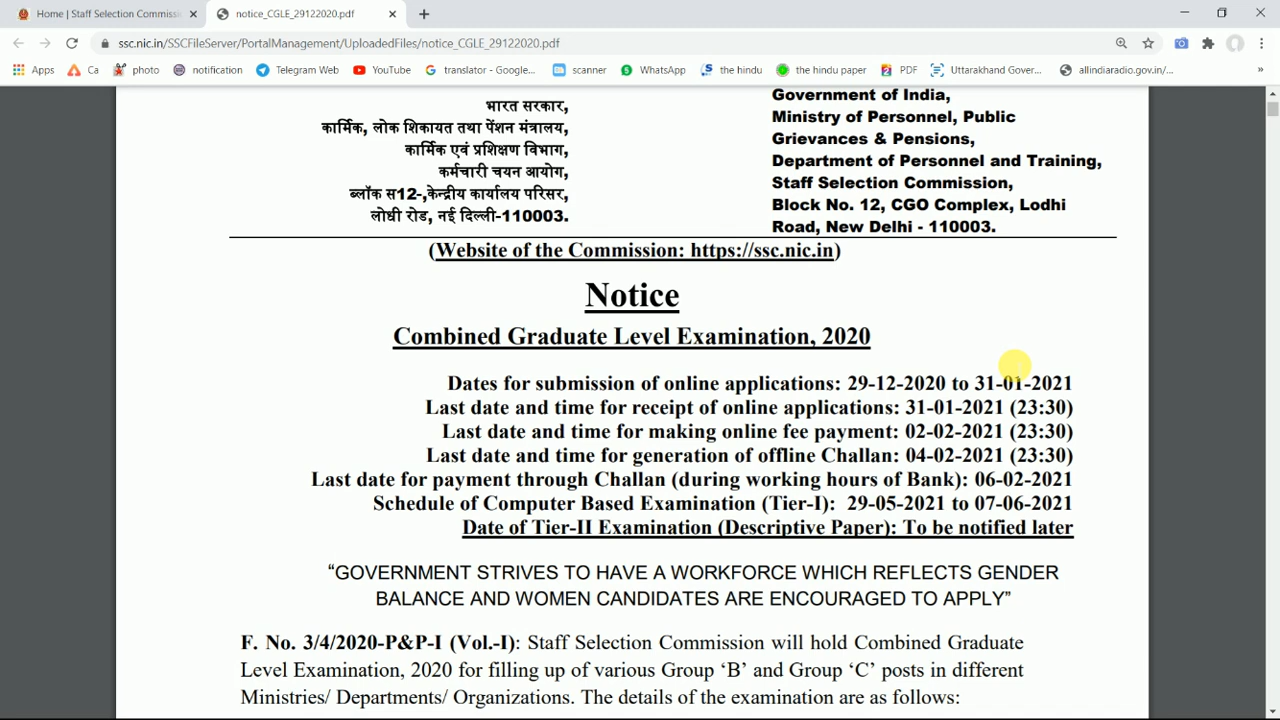 Home | Staff Selection Commissi
notice_CGLE_29122020.pdf
ssc.nic.in/SSCFileServer/PortalManagement/UploadedFiles/notice_CGLE_29122020.pdf
Apps Ca photo notification Telegram Web YouTube translator - Google... scanner WhatsApp the hindu the hindu paper PDF Uttarakhand Gover... allindiaradio.gov.in/...
भारत सरकार,
कार्मिक, लोक शिकायत तथा पेंशन मंत्रालय,
कार्मिक एवं प्रशिक्षण विभाग,
कर्मचारी चयन आयोग,
ब्लॉक स12-,केन्द्रीय कार्यालय परिसर,
लोधी रोड, नई दिल्ली-110003.
Government of India,
Ministry of Personnel, Public
Grievances & Pensions,
Department of Personnel and Training,
Staff Selection Commission,
Block No. 12, CGO Complex, Lodhi
Road, New Delhi - 110003.
(Website of the Commission: https://ssc.nic.in)
Notice
Combined Graduate Level Examination, 2020
Dates for submission of online applications: 29-12-2020 to 31-01-2021
Last date and time for receipt of online applications: 31-01-2021 (23:30)
Last date and time for making online fee payment: 02-02-2021 (23:30)
Last date and time for generation of offline Challan: 04-02-2021 (23:30)
Last date for payment through Challan (during working hours of Bank): 06-02-2021
Schedule of Computer Based Examination (Tier-I): 29-05-2021 to 07-06-2021
Date of Tier-II Examination (Descriptive Paper): To be notified later
“GOVERNMENT STRIVES TO HAVE A WORKFORCE WHICH REFLECTS GENDER
BALANCE AND WOMEN CANDIDATES ARE ENCOURAGED TO APPLY”
F. No. 3/4/2020-P&P-I (Vol.-I): Staff Selection Commission will hold Combined Graduate
Level Examination, 2020 for filling up of various Group ‘B’ and Group ‘C’ posts in different
Ministries/ Departments/ Organizations. The details of the examination are as follows: